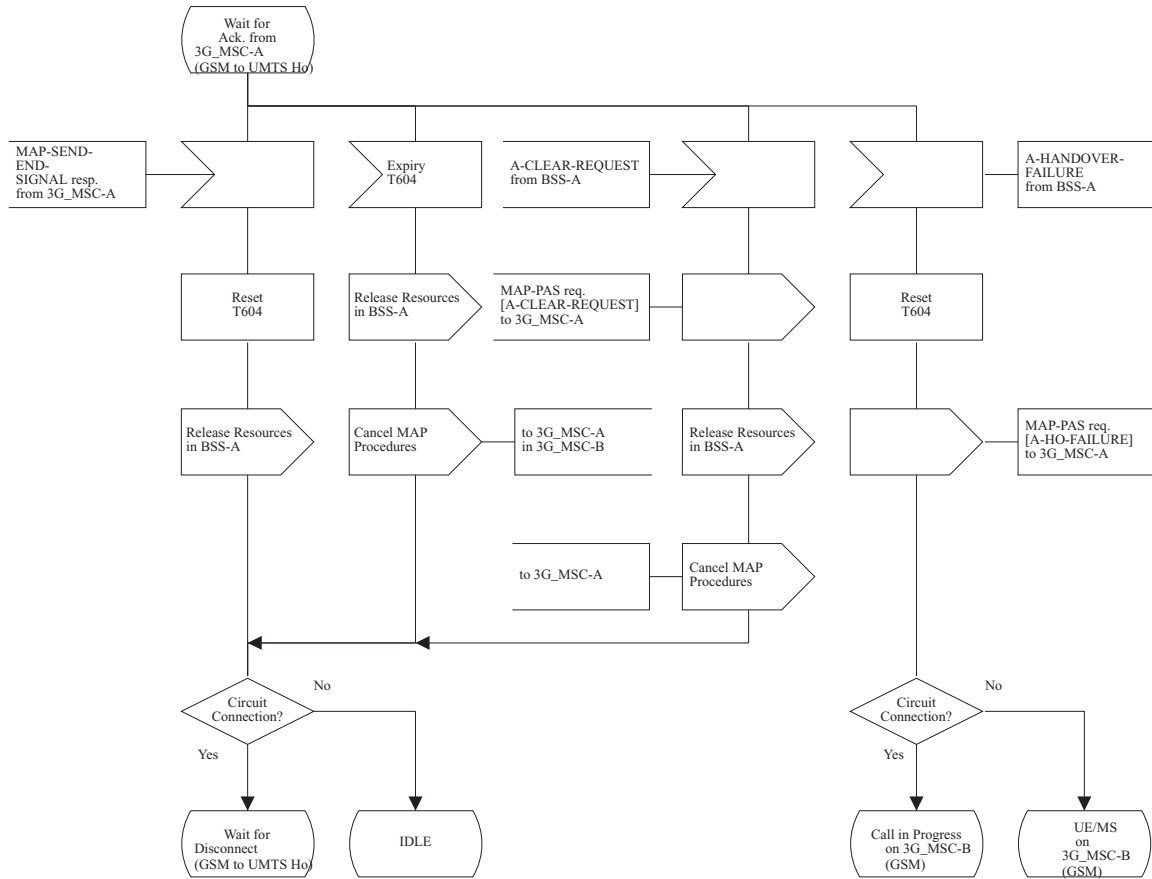 Wait for
Ack. from
3G_MSC-A
(GSM to UMTS Ho)
MAP-SEND-
END-
SIGNAL resp.
from 3G_MSC-A
Expiry
T604
A-CLEAR-REQUEST
from BSS-A
A-HANDOVER-
FAILURE
from BSS-A
Reset
T604
Release Resources
in BSS-A
MAP-PAS req.
[A-CLEAR-REQUEST]
to 3G_MSC-A
Reset
T604
Release Resources
in BSS-A
Cancel MAP
Procedures
to 3G_MSC-A
in 3G_MSC-B
Release Resources
in BSS-A
MAP-PAS req.
[A-HO-FAILURE]
to 3G_MSC-A
to 3G_MSC-A
Cancel MAP
Procedures
Circuit
Connection?
No
Yes
Circuit
Connection?
No
Yes
Wait for
Disconnect
(GSM to UMTS Ho)
IDLE
Call in Progress
on 3G_MSC-B
(GSM)
UE/MS
on
3G_MSC-B
(GSM)